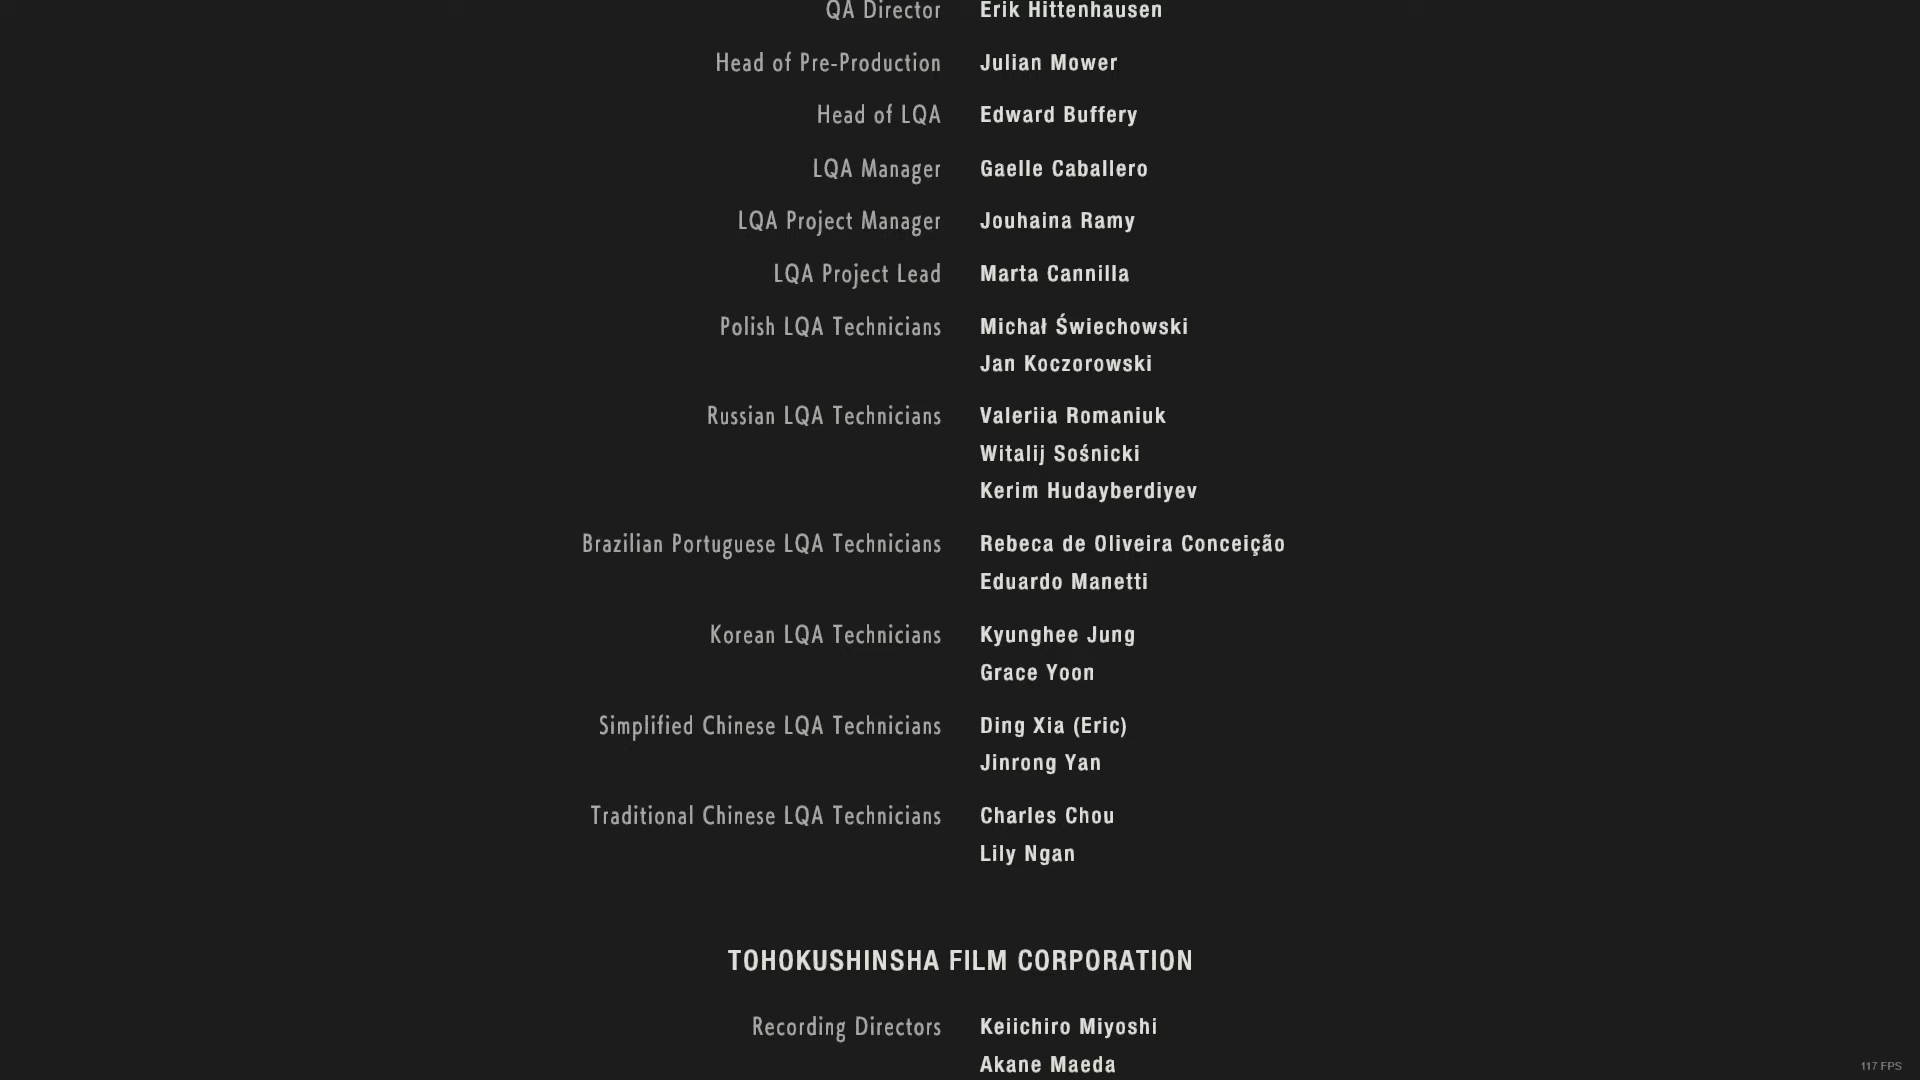 QA Director Erik Hittenhausen
Head of Pre-Production Julian Mower
Head of LQA Edward Buffery
LQA Manager Gaelle Caballero
LQA Project Manager Jouhaina Ramy
LQA Project Lead Marta Cannilla
Polish LQA Technicians Michał Świechowski
Jan Koczorowski
Russian LQA Technicians Valeriia Romaniuk
Witalij Sośnicki
Kerim Hudayberdiyev
Brazilian Portuguese LQA Technicians Rebeca de Oliveira Conceição
Eduardo Manetti
Korean LQA Technicians Kyunghee Jung
Grace Yoon
Simplified Chinese LQA Technicians Ding Xia (Eric)
Jinrong Yan
Traditional Chinese LQA Technicians Charles Chou
Lily Ngan
TOHOKUSHINSHA FILM CORPORATION
Recording Directors Keiichiro Miyoshi
Akane Maeda
117 FPS